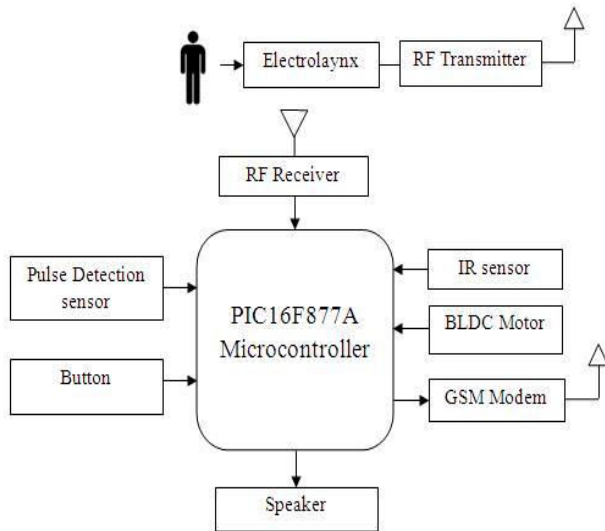 Electrolaynx
RF Transmitter
RF Receiver
Pulse Detection
sensor
Button
PIC16F877A
Microcontroller
IR sensor
BLDC Motor
GSM Modem
Speaker